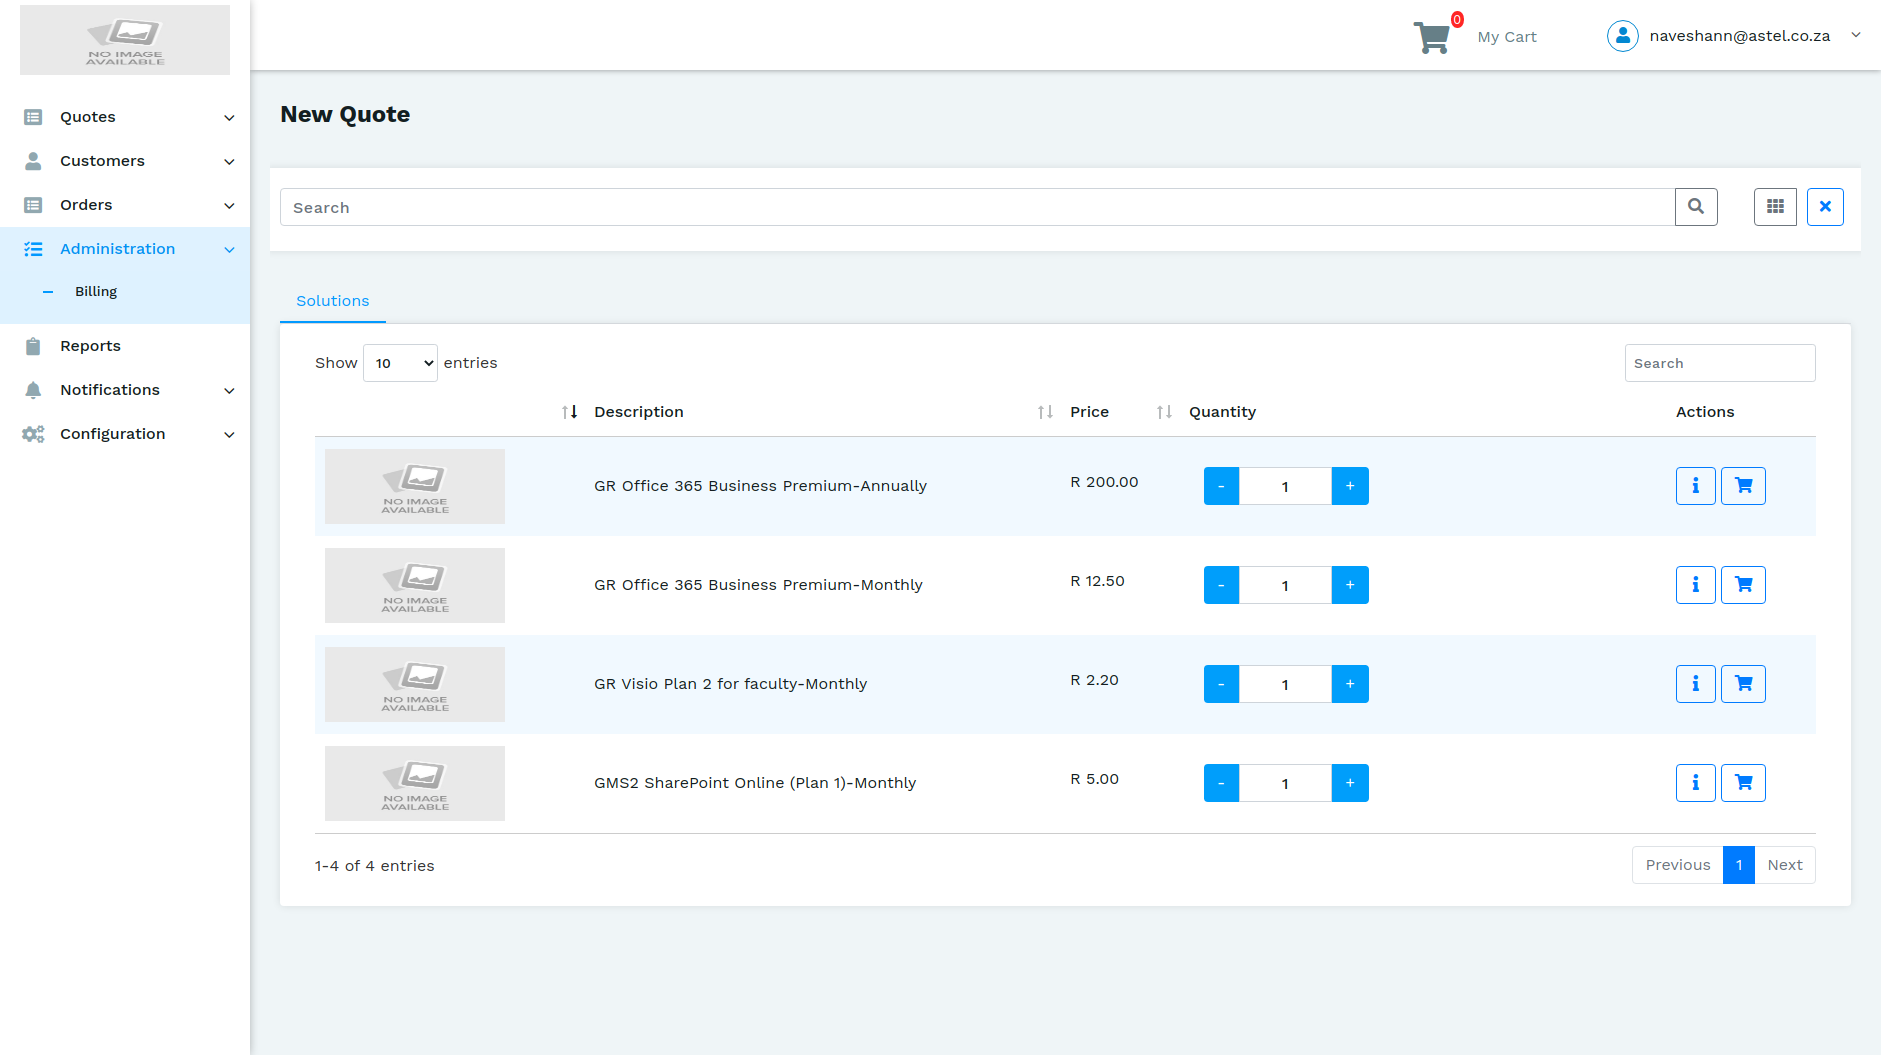 NO IMAGE
AVAILABLE
0
My Cart
naveshann@astel.co.za
Quotes
Customers
Orders
Administration
Billing
Reports
Notifications
Configuration
New Quote
Search
Solutions
Show 10 entries
Search
Description Price Quantity Actions
NO IMAGE
AVAILABLE
GR Office 365 Business Premium-Annually R 200.00 - 1 +
NO IMAGE
AVAILABLE
GR Office 365 Business Premium-Monthly R 12.50 - 1 +
NO IMAGE
AVAILABLE
GR Visio Plan 2 for faculty-Monthly R 2.20 - 1 +
NO IMAGE
AVAILABLE
GMS2 SharePoint Online (Plan 1)-Monthly R 5.00 - 1 +
1-4 of 4 entries
Previous 1 Next